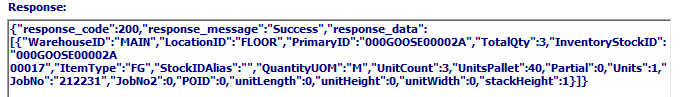 Response:
{"response_code":200,"response_message":"Success","response_data":
[{"WarehouseID":"MAIN","LocationID":"FLOOR","PrimaryID":"000GOOSE00002A","TotalQty":3,"InventoryStockID":
"000GOOSE00002A
00017","ItemType":"FG","StockIDAlias":"","QuantityUOM":"M","UnitCount":3,"UnitsPallet":40,"Partial":0,"Units":1,"
JobNo":"212231","JobNo2":0,"POID":0,"unitLength":0,"unitHeight":0,"unitWidth":0,"stackHeight":1}]}